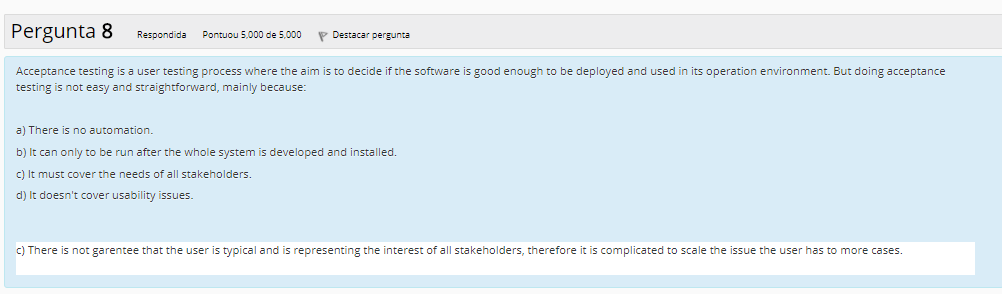 Pergunta 8 Respondida Pontuou 5,000 de 5,000 Destacar pergunta
Acceptance testing is a user testing process where the aim is to decide if the software is good enough to be deployed and used in its operation environment. But doing acceptance
testing is not easy and straightforward, mainly because:
a) There is no automation.
b) It can only to be run after the whole system is developed and installed.
c) It must cover the needs of all stakeholders.
d) It doesn't cover usability issues.
c) There is not garentee that the user is typical and is representing the interest of all stakeholders, therefore it is complicated to scale the issue the user has to more cases.